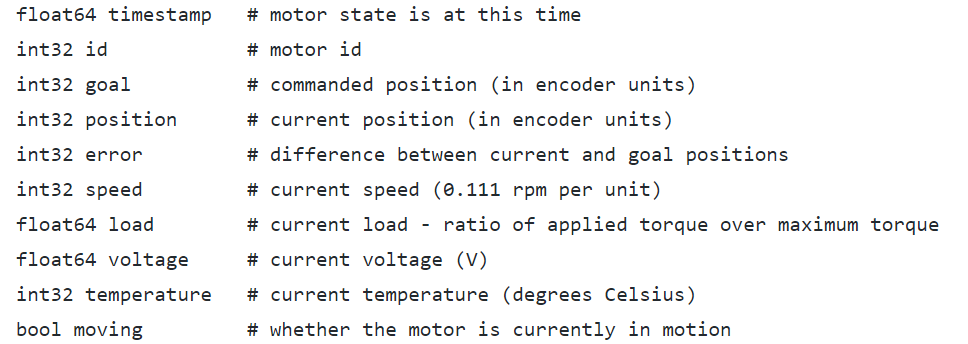 float64 timestamp   # motor state is at this time
int32 id            # motor id
int32 goal          # commanded position (in encoder units)
int32 position      # current position (in encoder units)
int32 error         # difference between current and goal positions
int32 speed         # current speed (0.111 rpm per unit)
float64 load        # current load - ratio of applied torque over maximum torque
float64 voltage     # current voltage (V)
int32 temperature   # current temperature (degrees Celsius)
bool moving         # whether the motor is currently in motion